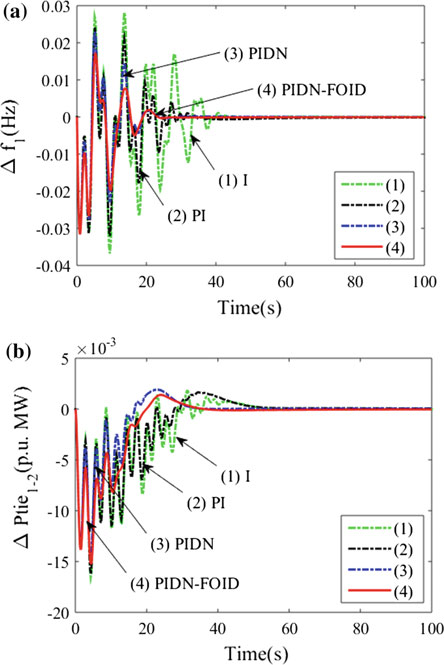 (a)
0.03
0.02
0.01
0
-0.01
-0.02
-0.03
-0.04
Δ f1(Hz)
(3) PIDN
(4) PIDN-FOID
(1) I
(2) PI
(1)
(2)
(3)
(4)
0 20 40 60 80 100
Time(s)
(b)
×10-3
5
0
-5
-10
-15
-20
Δ Ptie1-2(p.u. MW)
(1) I
(2) PI
(3) PIDN
(4) PIDN-FOID
(1)
(2)
(3)
(4)
0 20 40 60 80 100
Time(s)